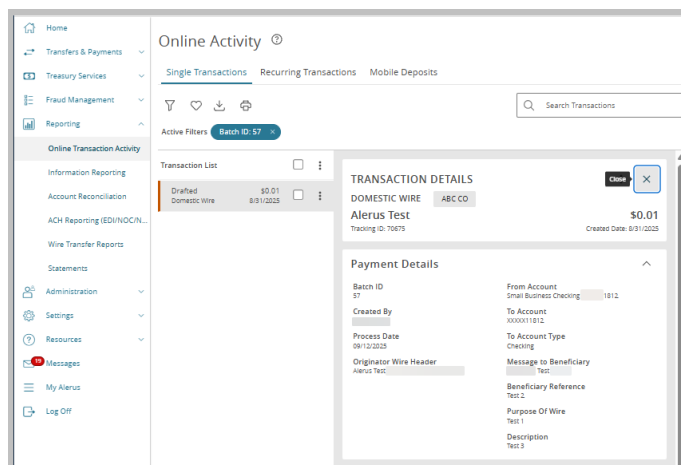 Home
Transfers & Payments
Treasury Services
Fraud Management
Reporting
Online Transaction Activity
Information Reporting
Account Reconciliation
ACH Reporting (EDI/NOC/N...
Wire Transfer Reports
Statements
Administration
Settings
Resources
19 Messages
My Alerus
Log Off
Online Activity
Single Transactions Recurring Transactions Mobile Deposits
Search Transactions
Active Filters Batch ID: 57 ×
Transaction List
Drafted $0.01
Domestic Wire 8/31/2025
TRANSACTION DETAILS Close
DOMESTIC WIRE ABC CO
Alerus Test $0.01
Tracking ID: 70675 Created Date: 8/31/2025
Payment Details
Batch ID
57
Created By
Process Date
09/12/2025
Originator Wire Header
Alerus Test
From Account
Small Business Checking 1812
To Account
XXXXX11812
To Account Type
Checking
Message to Beneficiary
Test
Beneficiary Reference
Test 2
Purpose Of Wire
Test 1
Description
Test 3